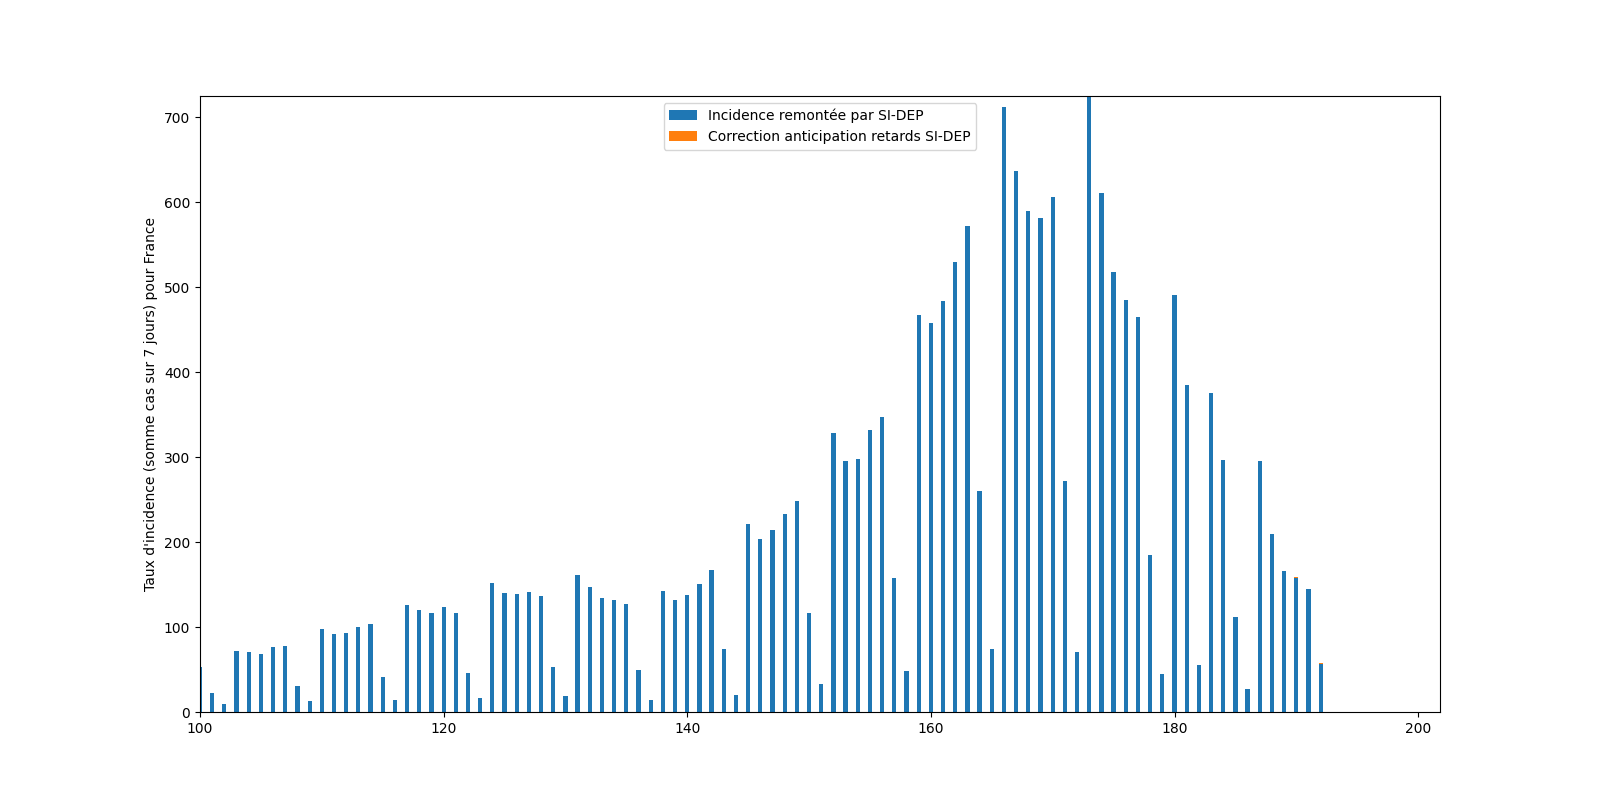 Incidence remontée par SI-DEP
Correction anticipation retards SI-DEP
Taux d'incidence (somme cas sur 7 jours) pour France
700
600
500
400
300
200
100
0
100 120 140 160 180 200